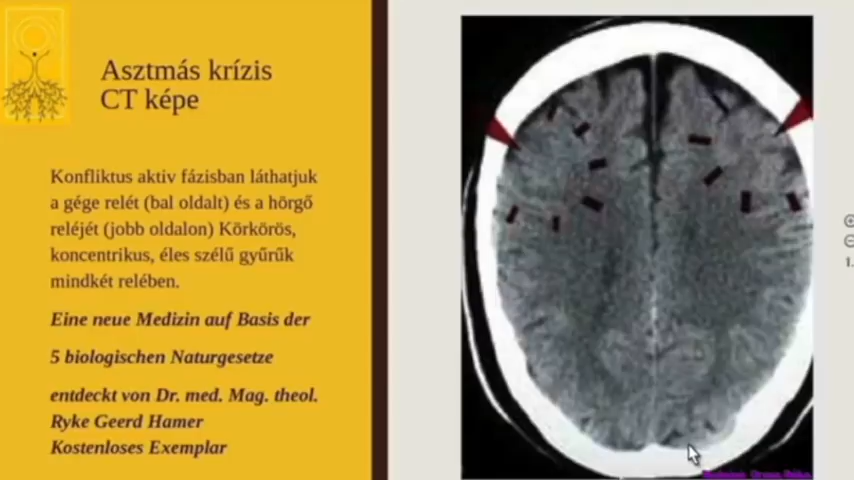 Asztmás krízis
CT képe
Konfliktus aktiv fázisban láthatjuk
a gége relét (bal oldalt) és a hörgő
reléjét (jobb oldalon) Körkörös,
koncentrikus, éles szélű gyűrűk
mindkét relében.
Eine neue Medizin auf Basis der
5 biologischen Naturgesetze
entdeckt von Dr. med. Mag. theol.
Ryke Geerd Hamer
Kostenloses Exemplar
1.